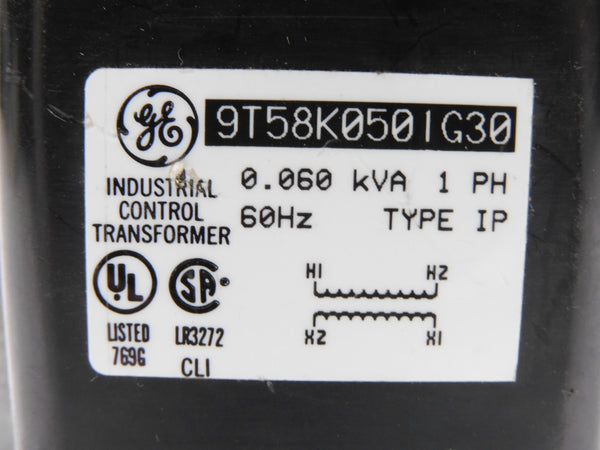 GE
9T58K0501G30
INDUSTRIAL
CONTROL
TRANSFORMER
0.060 kVA 1 PH
60Hz TYPE IP
H1 H2
X2 X1
UL
LISTED
769G
SA
LR3272
CL1